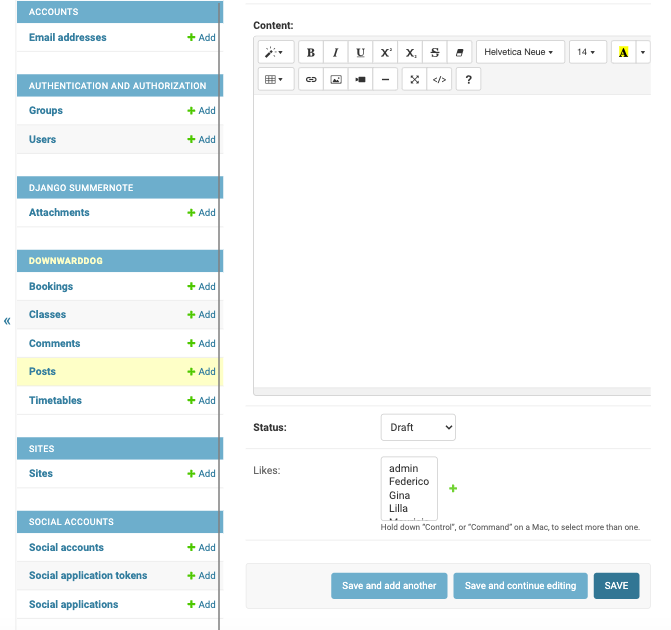 ACCOUNTS
Email addresses + Add
AUTHENTICATION AND AUTHORIZATION
Groups + Add
Users + Add
DJANGO SUMMERNOTE
Attachments + Add
DOWNWARDDOG
Bookings + Add
Classes + Add
Comments + Add
Posts + Add
Timetables + Add
SITES
Sites + Add
SOCIAL ACCOUNTS
Social accounts + Add
Social application tokens + Add
Social applications + Add
«
Content:
B I U X² X₂ S Helvetica Neue 14 A
</> ?
Status: Draft
Likes:
admin
Federico
Gina
Lilla
Hold down "Control", or "Command" on a Mac, to select more than one.
Save and add another Save and continue editing SAVE